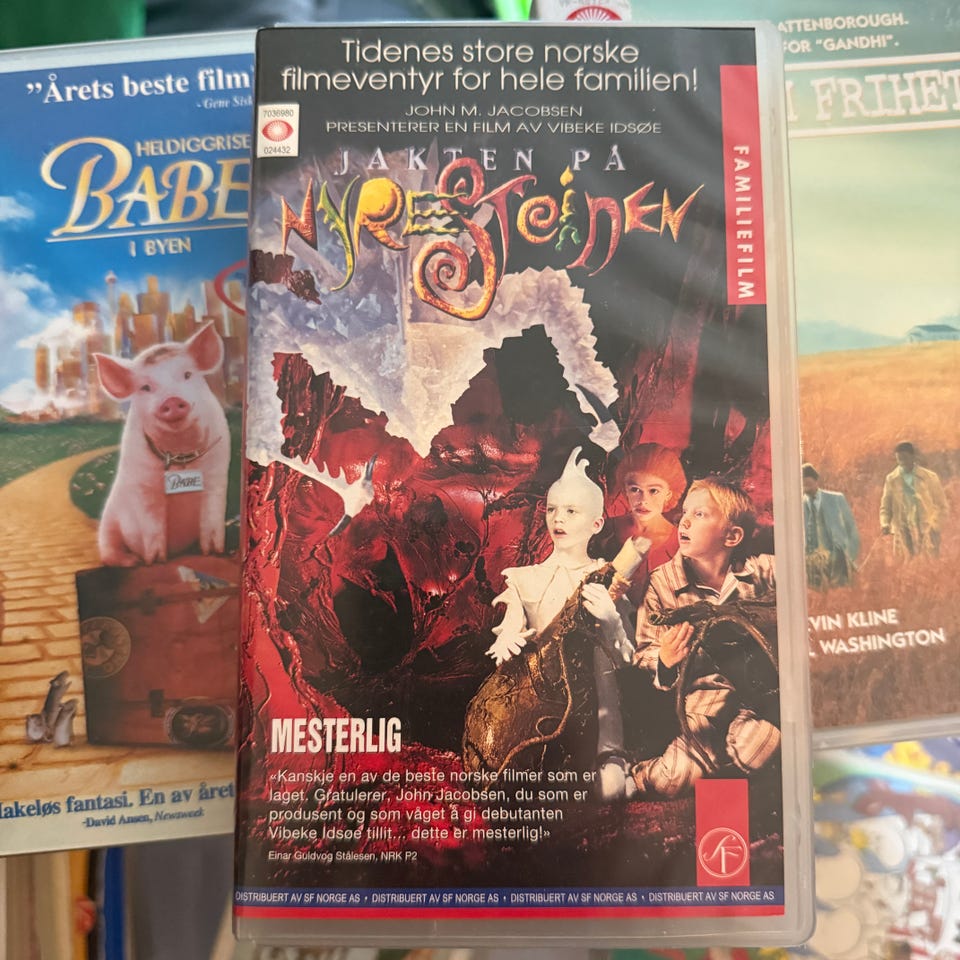 "Årets beste film
-Gene Sisk
HELDIGGRISE
BABE
I BYEN
BABE
Makeløs fantasi. En av året
-David Ansen, Newsweek
Tidenes store norske
filmeventyr for hele familien!
7036980
024432
JOHN M. JACOBSEN
PRESENTERER EN FILM AV VIBEKE IDSØE
JAKTEN PÅ
NYRESTEINEN
FAMILIEFILM
MESTERLIG
«Kanskje en av de beste norske filmer som er
laget. Gratulerer, John Jacobsen, du som er
produsent og som våget å gi debutanten
Vibeke Idsøe tillit... dette er mesterlig!»
Einar Guldvog Stålesen, NRK P2
SF
DISTRIBUERT AV SF NORGE AS • DISTRIBUERT AV SF NORGE AS • DISTRIBUERT AV SF NORGE AS • DISTRIBUERT AV SF NORGE AS
ATTENBOROUGH.
FOR "GANDHI".
FRIHET
EVIN KLINE
L WASHINGTON